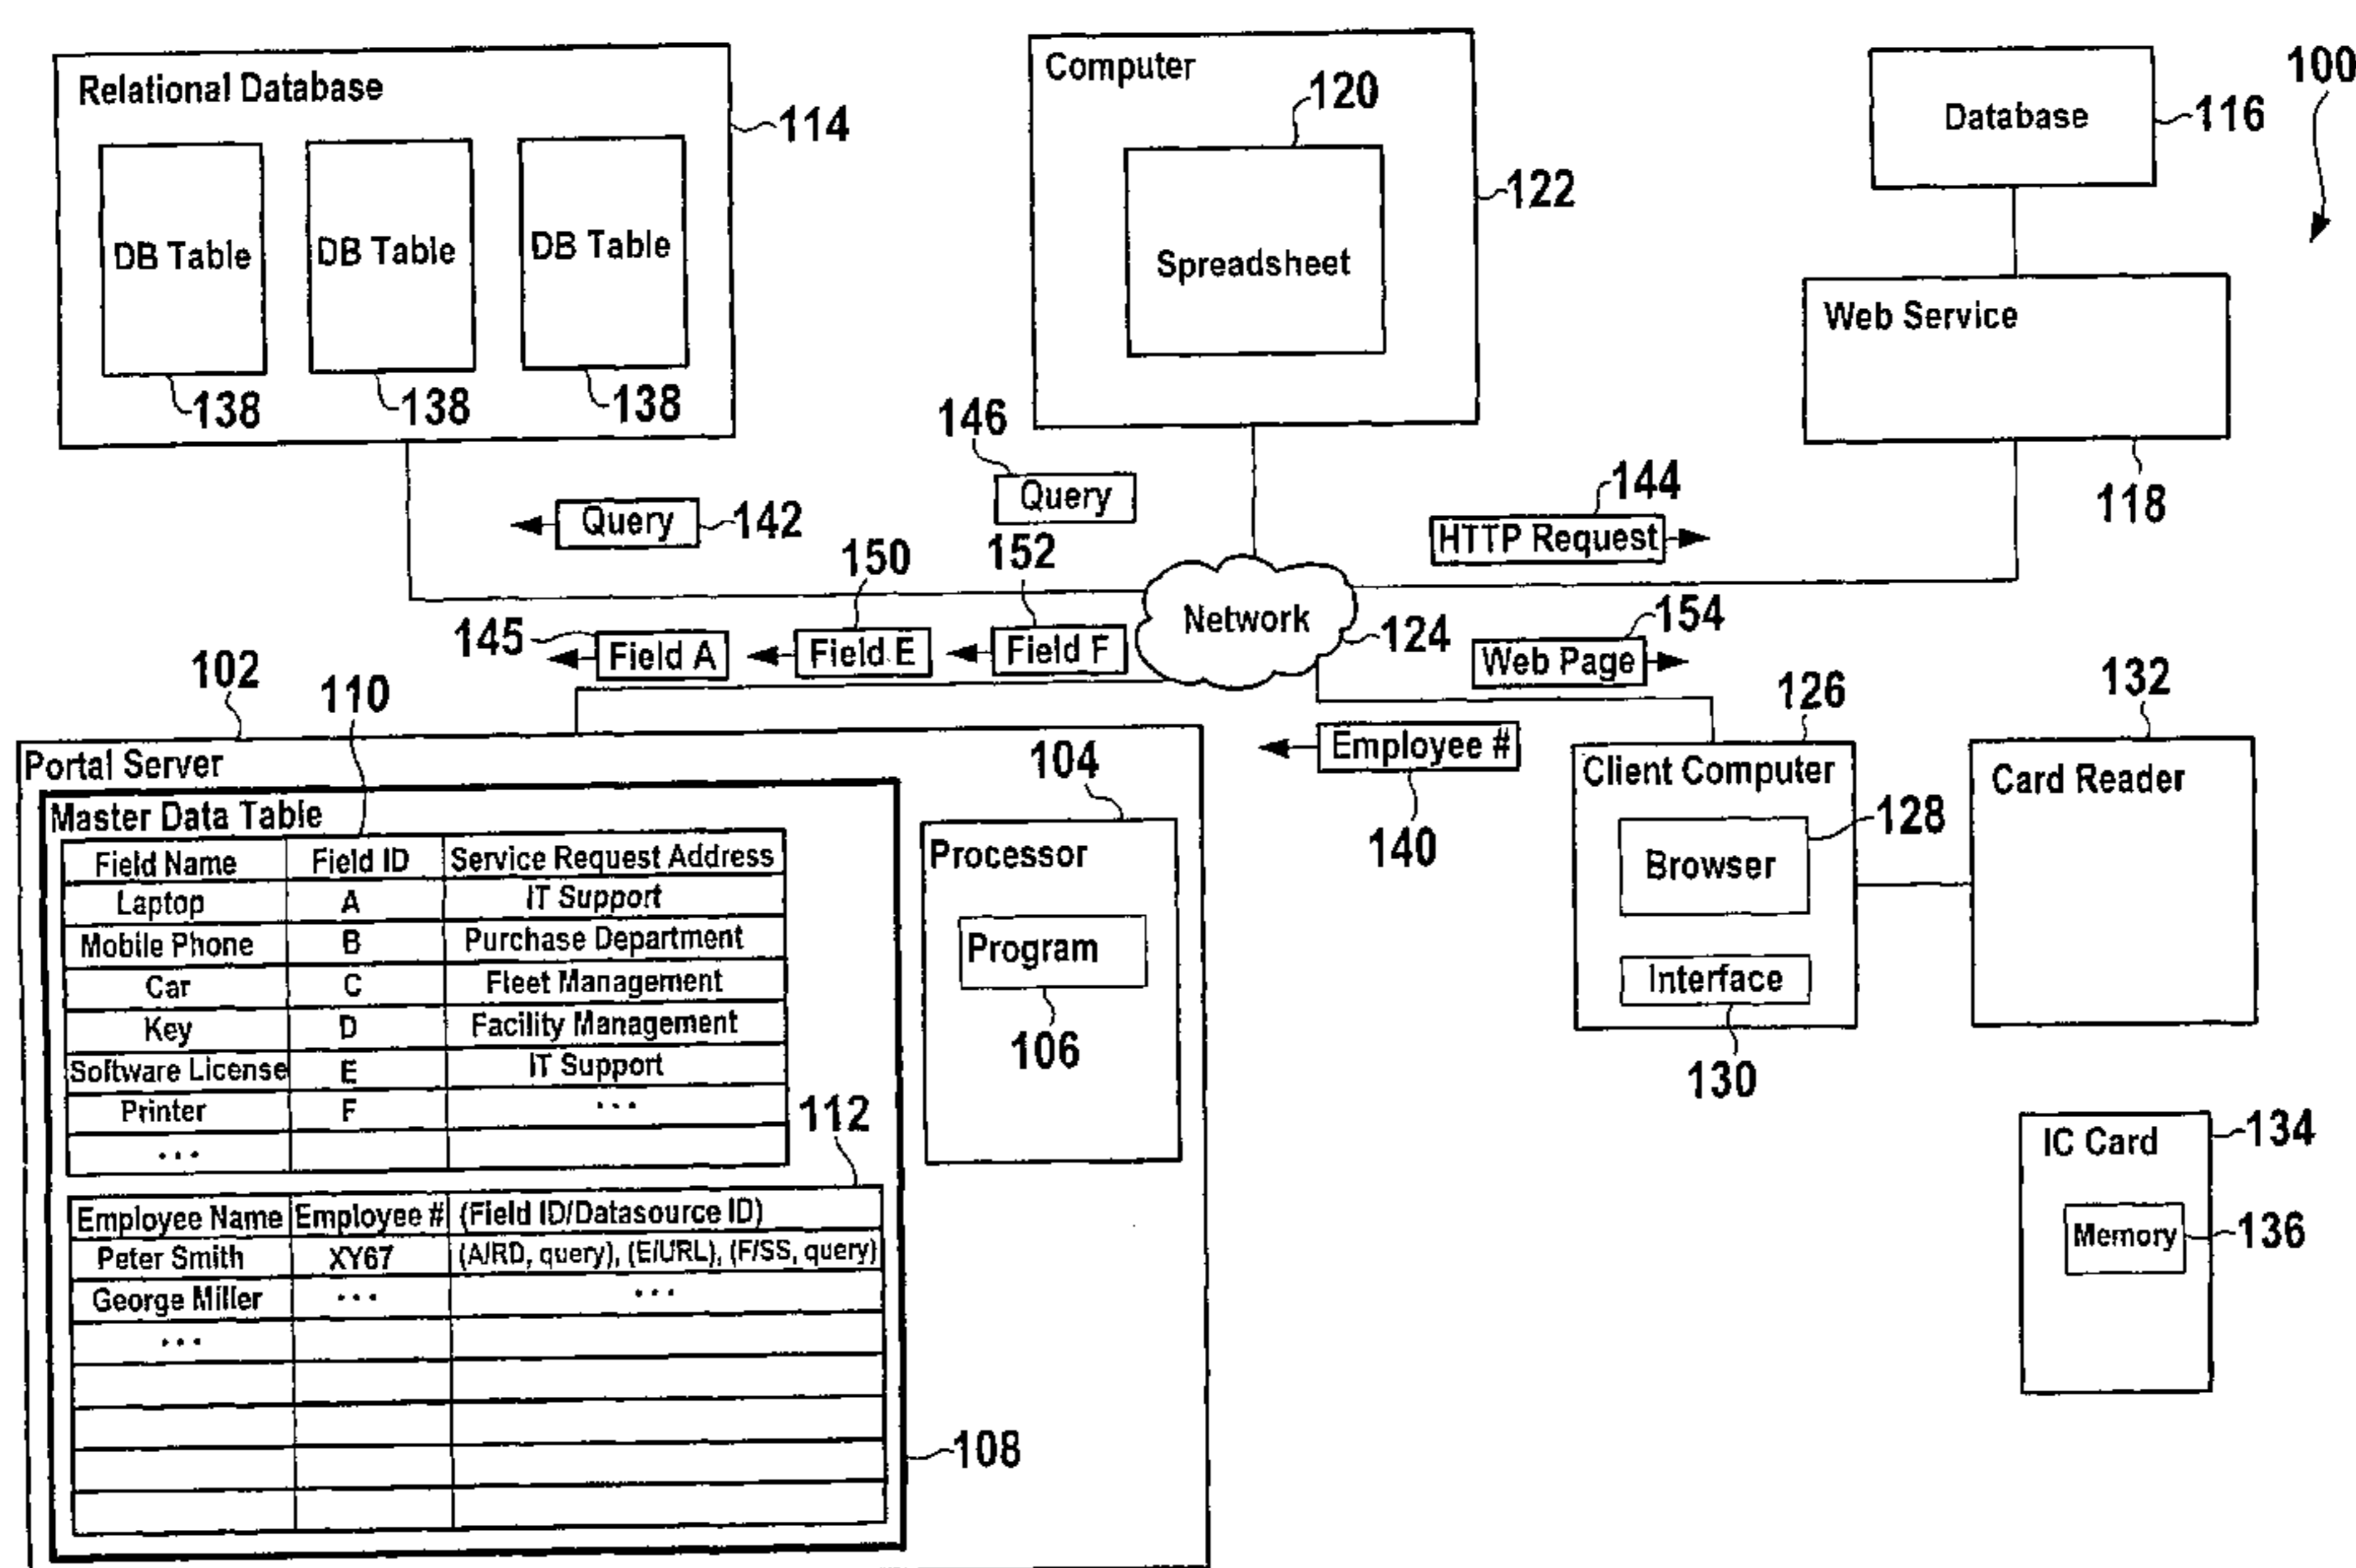 Relational Database
114
DB Table
DB Table
DB Table
138
138
138
Computer
120
Spreadsheet
122
Database
116
100
Web Service
118
146
Query
Query
142
144
HTTP Request
150
152
145
Field A
Field E
Field F
Network
124
154
Web Page
102
110
Portal Server
Master Data Table
Field Name Field ID Service Request Address
Laptop A IT Support
Mobile Phone B Purchase Department
Car C Fleet Management
Key D Facility Management
Software License E IT Support
Printer F ...
...
112
Employee Name Employee # (Field ID/Datasource ID)
Peter Smith XY67 (A/RD, query), (E/URL), (F/SS, query)
George Miller ... ...
...
108
104
Processor
Program
106
Employee #
140
126
Client Computer
128
Browser
Interface
130
132
Card Reader
IC Card
134
Memory
136